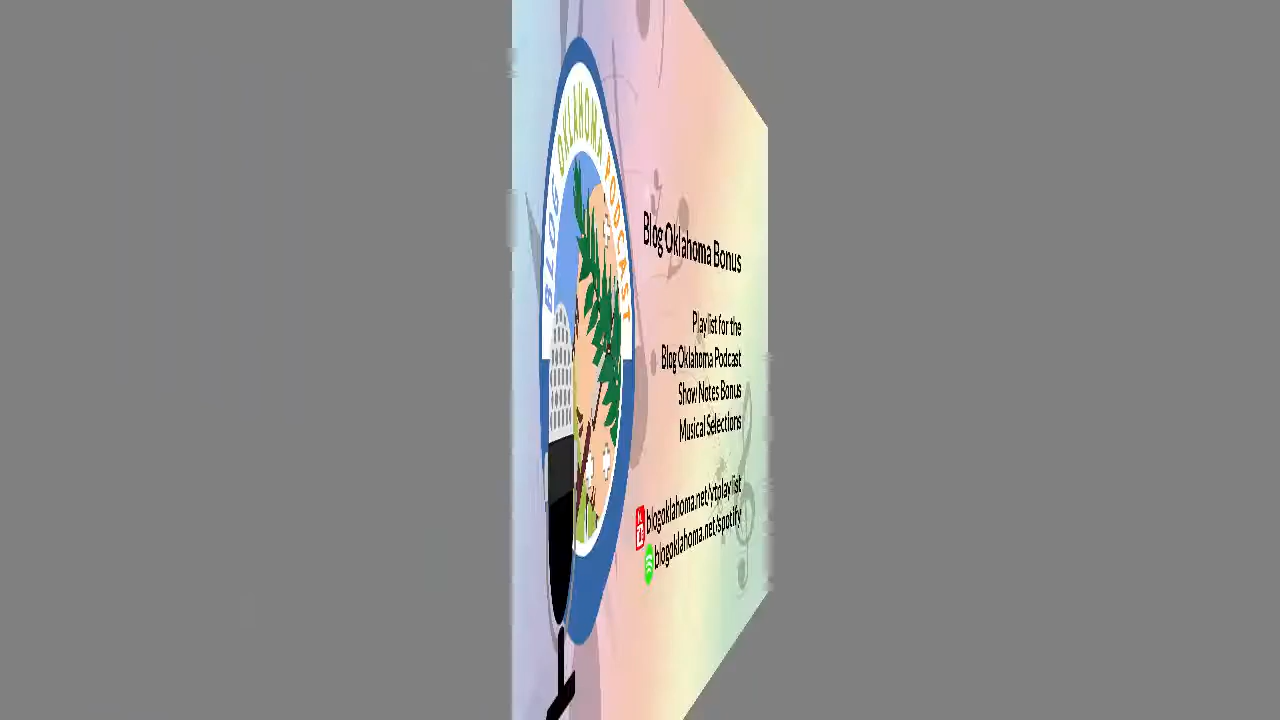 BLOG OKLAHOMA PODCAST
Blog Oklahoma Bonus
Playlist for the
Blog Oklahoma Podcast
Show Notes Bonus
Musical Selections
blogoklahoma.net/ytplaylist
blogoklahoma.net/spotify